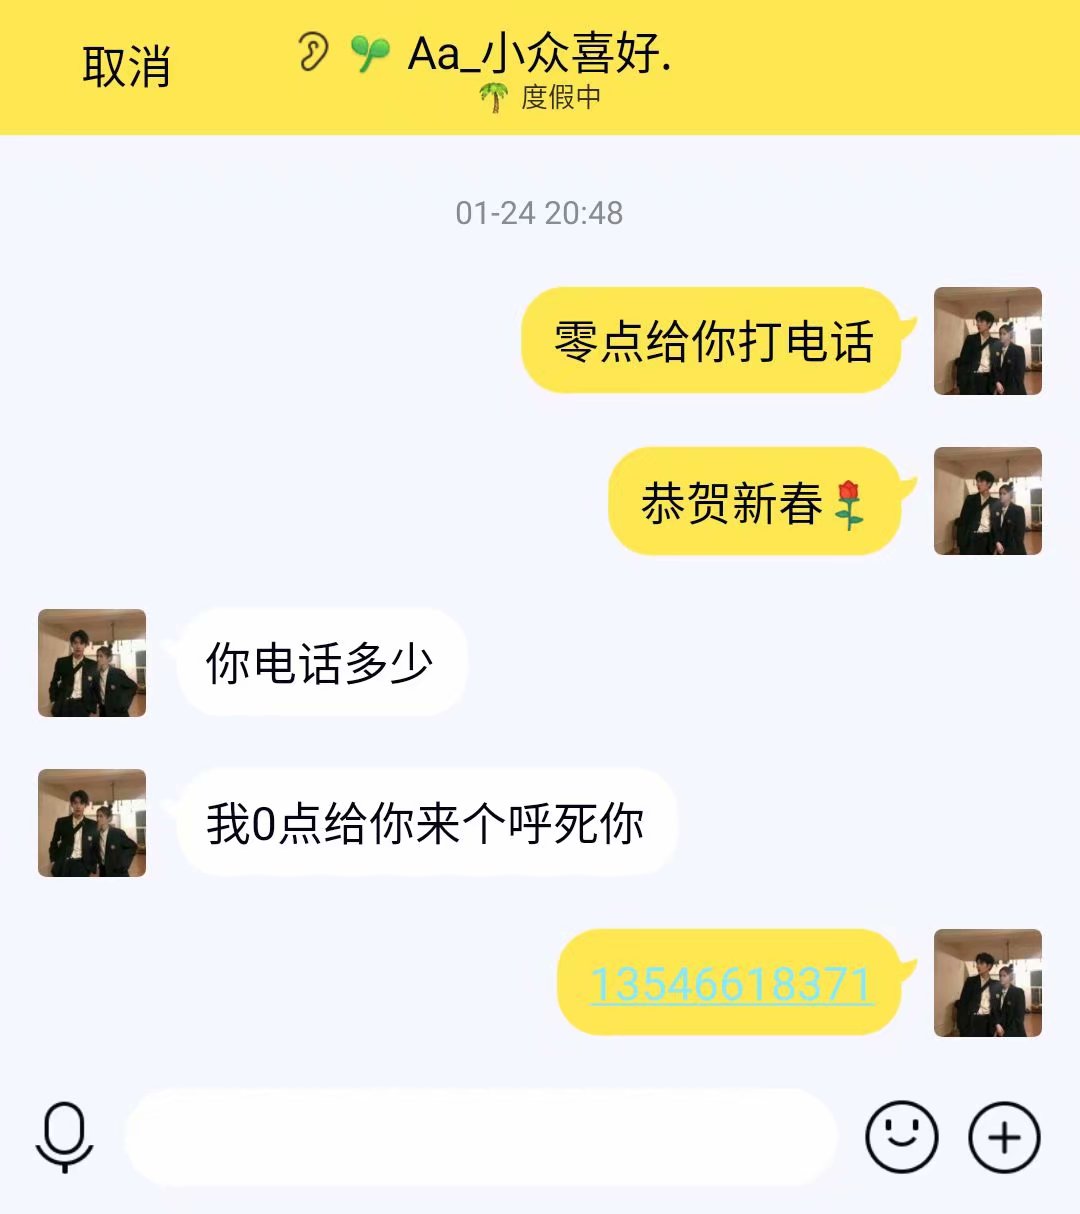 取消
Aa_小众喜好.
度假中
01-24 20:48
零点给你打电话
恭贺新春🌹
你电话多少
我0点给你来个呼死你
13546618371